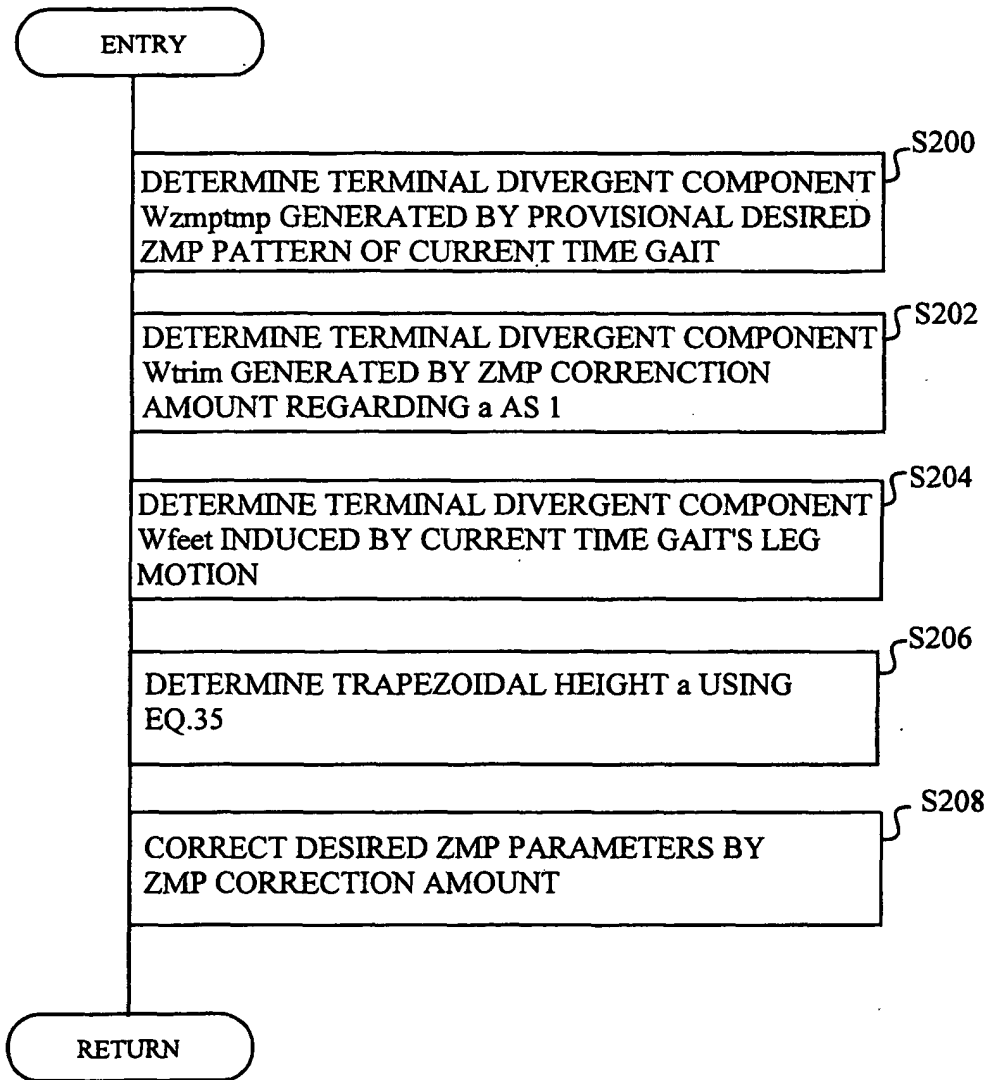 ENTRY
S200
DETERMINE TERMINAL DIVERGENT COMPONENT
Wzmptmp GENERATED BY PROVISIONAL DESIRED
ZMP PATTERN OF CURRENT TIME GAIT
S202
DETERMINE TERMINAL DIVERGENT COMPONENT
Wtrim GENERATED BY ZMP CORRENCTION
AMOUNT REGARDING a AS 1
S204
DETERMINE TERMINAL DIVERGENT COMPONENT
Wfeet INDUCED BY CURRENT TIME GAIT'S LEG
MOTION
S206
DETERMINE TRAPEZOIDAL HEIGHT a USING
EQ.35
S208
CORRECT DESIRED ZMP PARAMETERS BY
ZMP CORRECTION AMOUNT
RETURN